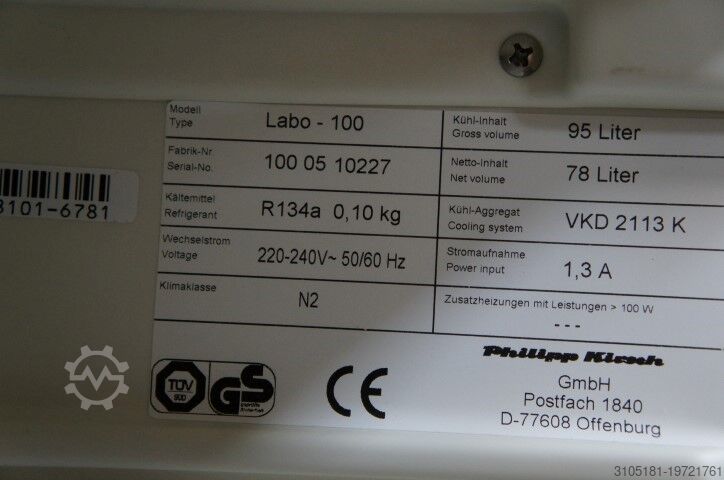 Modell
Type
Labo - 100
Kühl-Inhalt
Gross volume
95 Liter
Fabrik-Nr
Serial-No.
100 05 10227
Netto-Inhalt
Net volume
78 Liter
Kältemittel
Refrigerant
R134a 0,10 kg
Kühl-Aggregat
Cooling system
VKD 2113 K
Wechselstrom
Voltage
220-240V~ 50/60 Hz
Stromaufnahme
Power input
1,3 A
Klimaklasse
N2
Zusatzheizungen mit Leistungen > 100 W
---
3101-6781
TÜV
GS
geprüfte
Sicherheit
CE
Philipp Kirsch
GmbH
Postfach 1840
D-77608 Offenburg
3105181-19721761